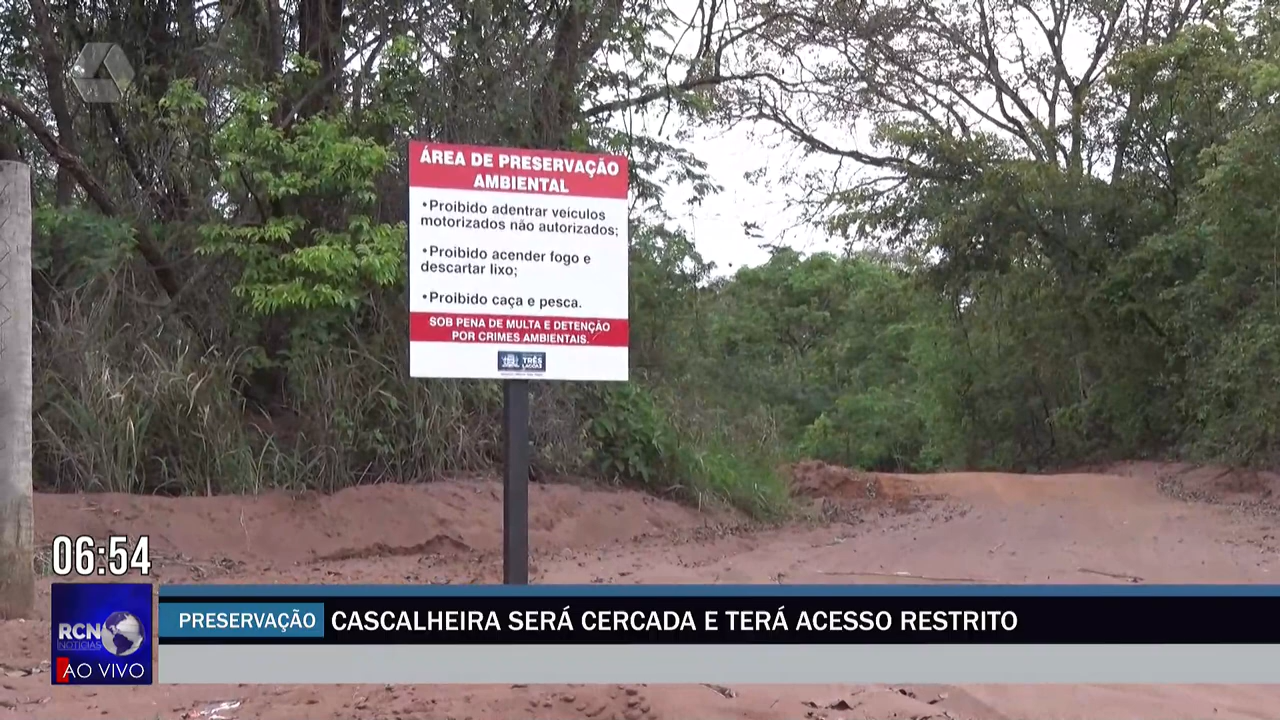 ÁREA DE PRESERVAÇÃO
AMBIENTAL
•Proibido adentrar veículos
motorizados não autorizados;
•Proibido acender fogo e
descartar lixo;
•Proibido caça e pesca.
SOB PENA DE MULTA E DETENÇÃO
POR CRIMES AMBIENTAIS.
TRÊS
LAGOAS
06:54
PRESERVAÇÃO CASCALHEIRA SERÁ CERCADA E TERÁ ACESSO RESTRITO
RCN
NOTÍCIAS
AO VIVO